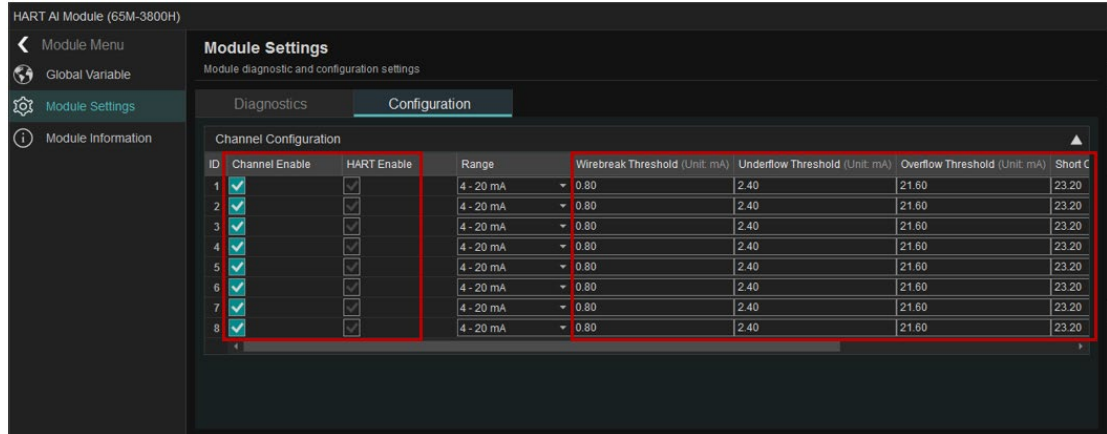 HART AI Module (65M-3800H)
Module Menu
Global Variable
Module Settings
Module Information
Module Settings
Module diagnostic and configuration settings
Diagnostics Configuration
Channel Configuration
ID Channel Enable HART Enable Range Wirebreak Threshold (Unit: mA) Underflow Threshold (Unit: mA) Overflow Threshold (Unit: mA) Short C
1 4 - 20 mA 0.80 2.40 21.60 23.20
2 4 - 20 mA 0.80 2.40 21.60 23.20
3 4 - 20 mA 0.80 2.40 21.60 23.20
4 4 - 20 mA 0.80 2.40 21.60 23.20
5 4 - 20 mA 0.80 2.40 21.60 23.20
6 4 - 20 mA 0.80 2.40 21.60 23.20
7 4 - 20 mA 0.80 2.40 21.60 23.20
8 4 - 20 mA 0.80 2.40 21.60 23.20